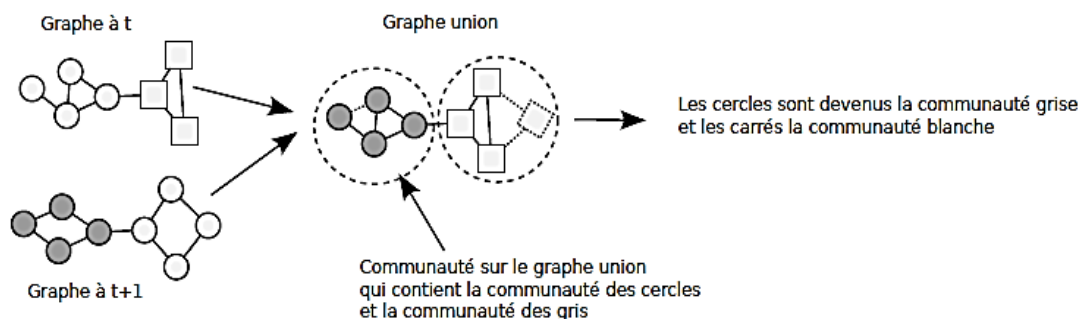 Graphe à t
Graphe union
Les cercles sont devenus la communauté grise
et les carrés la communauté blanche
Graphe à t+1
Communauté sur le graphe union
qui contient la communauté des cercles
et la communauté des gris